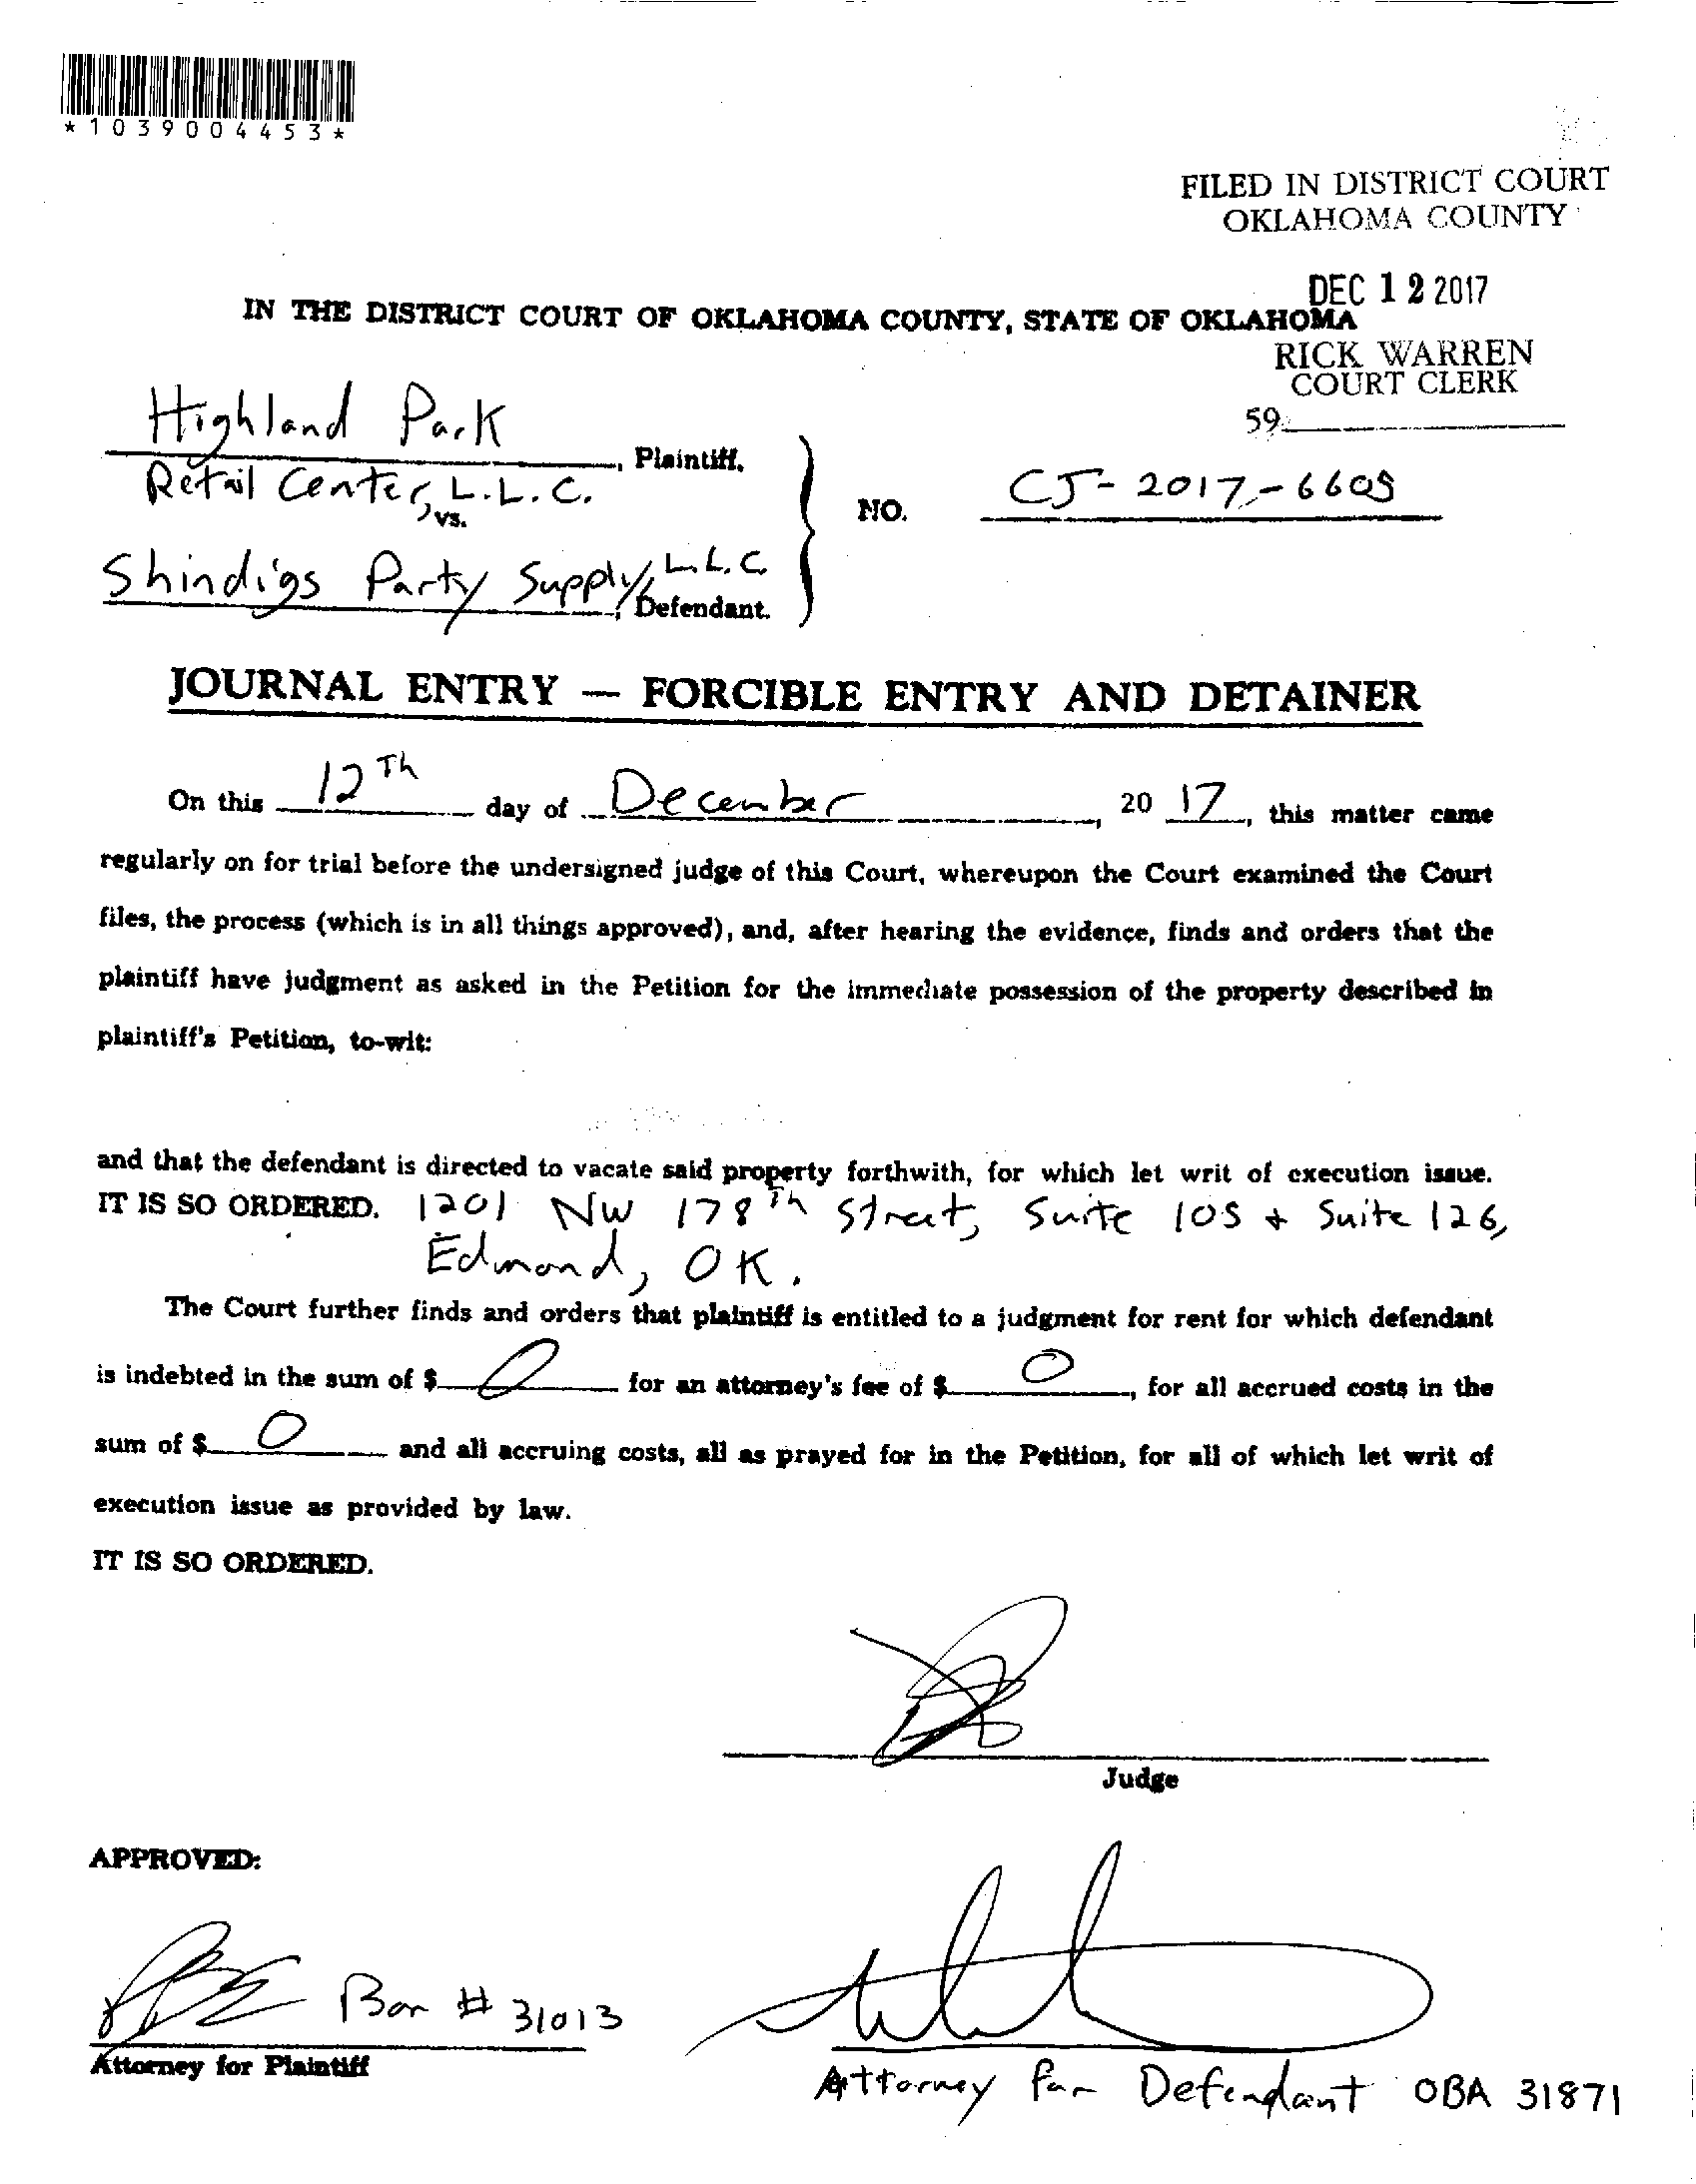 *1039004453*
FILED IN DISTRICT COURT
OKLAHOMA COUNTY
DEC 12 2017
IN THE DISTRICT COURT OF OKLAHOMA COUNTY, STATE OF OKLAHOMA
RICK WARREN
COURT CLERK
59
Highland Park
, Plaintiff,
Retail Center, L.L.C.
vs.
NO. CJ-2017-6605
Shindigs Party Supply, L.L.C.
, Defendant.
JOURNAL ENTRY — FORCIBLE ENTRY AND DETAINER
On this 12Th day of December, 20 17, this matter came
regularly on for trial before the undersigned judge of this Court, whereupon the Court examined the Court
files, the process (which is in all things approved), and, after hearing the evidence, finds and orders that the
plaintiff have judgment as asked in the Petition for the immediate possession of the property described in
plaintiff's Petition, to-wit:
and that the defendant is directed to vacate said property forthwith, for which let writ of execution issue.
IT IS SO ORDERED. 1201 NW 178Th Street, Suite 105 + Suite 126,
Edmond, OK.
The Court further finds and orders that plaintiff is entitled to a judgment for rent for which defendant
is indebted in the sum of $ 0 for an attorney's fee of $ 0, for all accrued costs in the
sum of $ 0 and all accruing costs, all as prayed for in the Petition, for all of which let writ of
execution issue as provided by law.
IT IS SO ORDERED.
Judge
APPROVED:
Bar # 31013
Attorney for Plaintiff
Attorney for Defendant OBA 31871